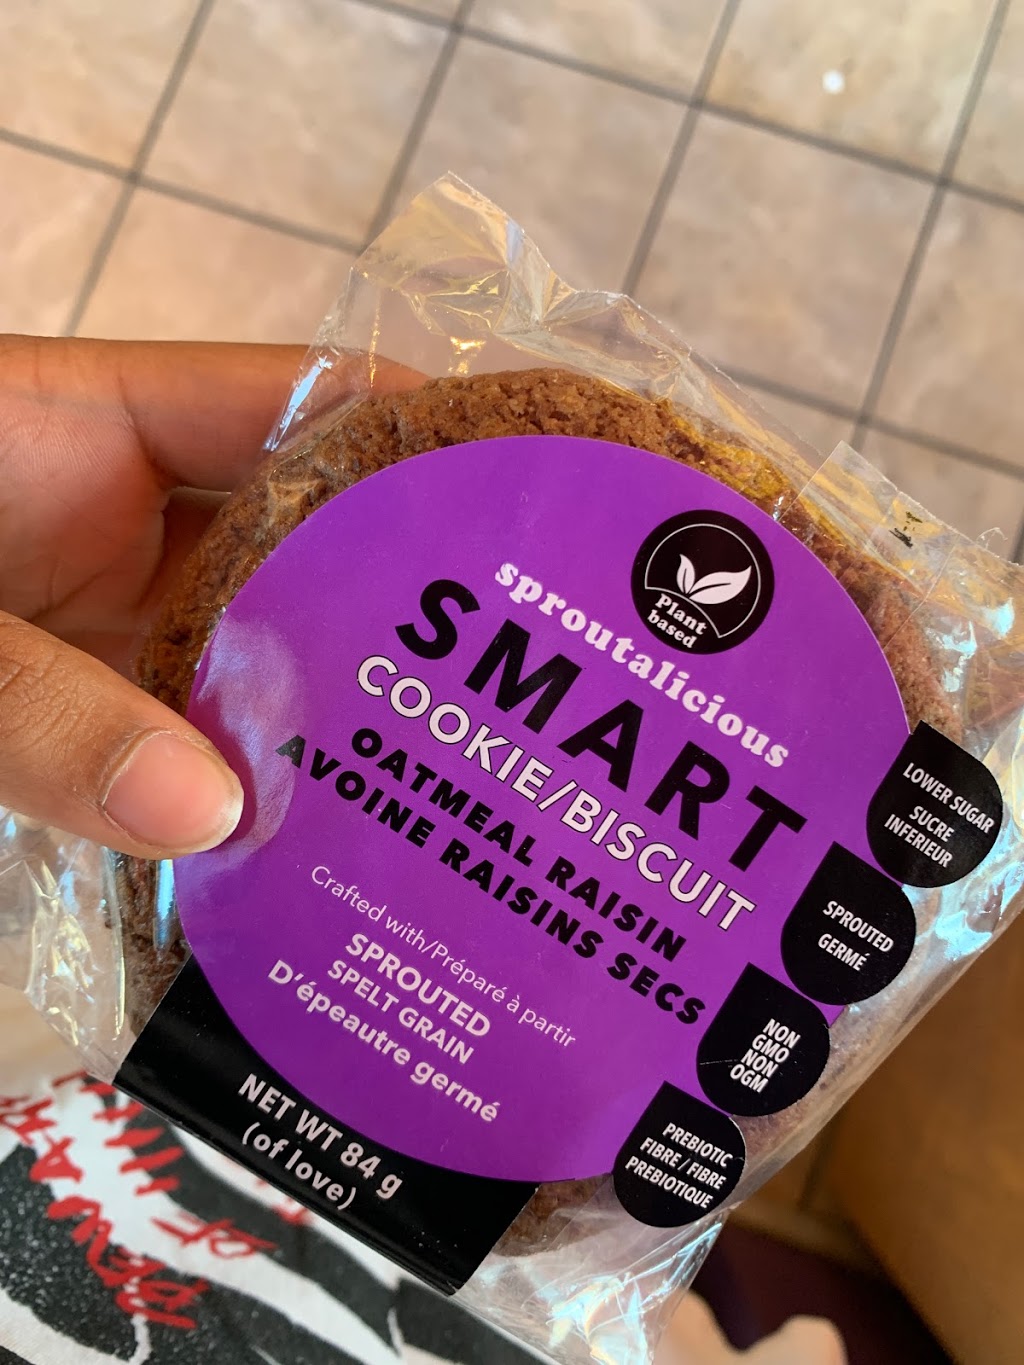 Plant
based
sproutalicious
SMART
COOKIE/BISCUIT
OATMEAL RAISIN
AVOINE RAISINS SECS
Crafted with/Préparé à partir
SPROUTED
SPELT GRAIN
D'épeautre germé
NET WT 84 g
(of love)
LOWER SUGAR
SUCRE
INFERIEUR
SPROUTED
GERMÉ
NON
GMO
NON
OGM
PREBIOTIC
FIBRE / FIBRE
PREBIOTIQUE
OF